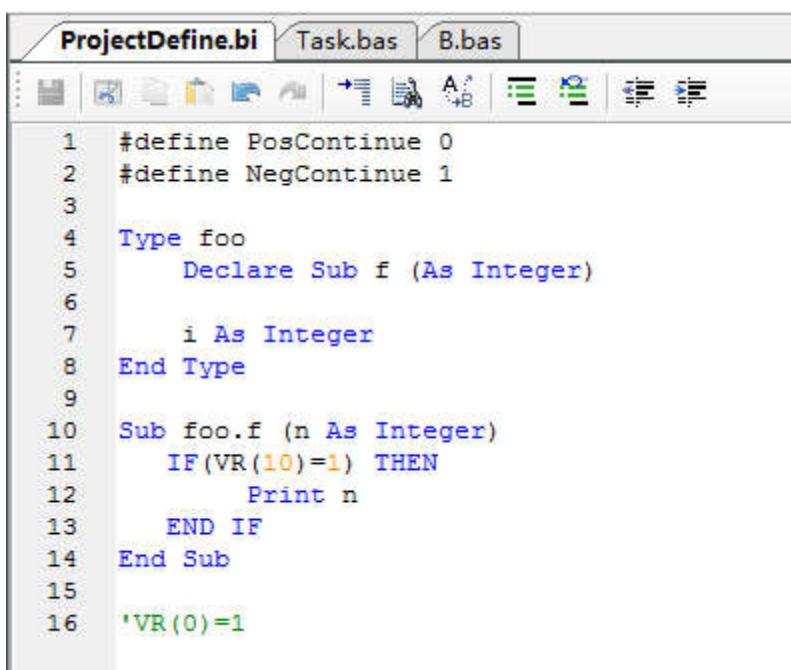 ProjectDefine.bi Task.bas B.bas
1 #define PosContinue 0
2 #define NegContinue 1
3
4 Type foo
5 Declare Sub f (As Integer)
6
7 i As Integer
8 End Type
9
10 Sub foo.f (n As Integer)
11 IF(VR(10)=1) THEN
12 Print n
13 END IF
14 End Sub
15
16 'VR(0)=1